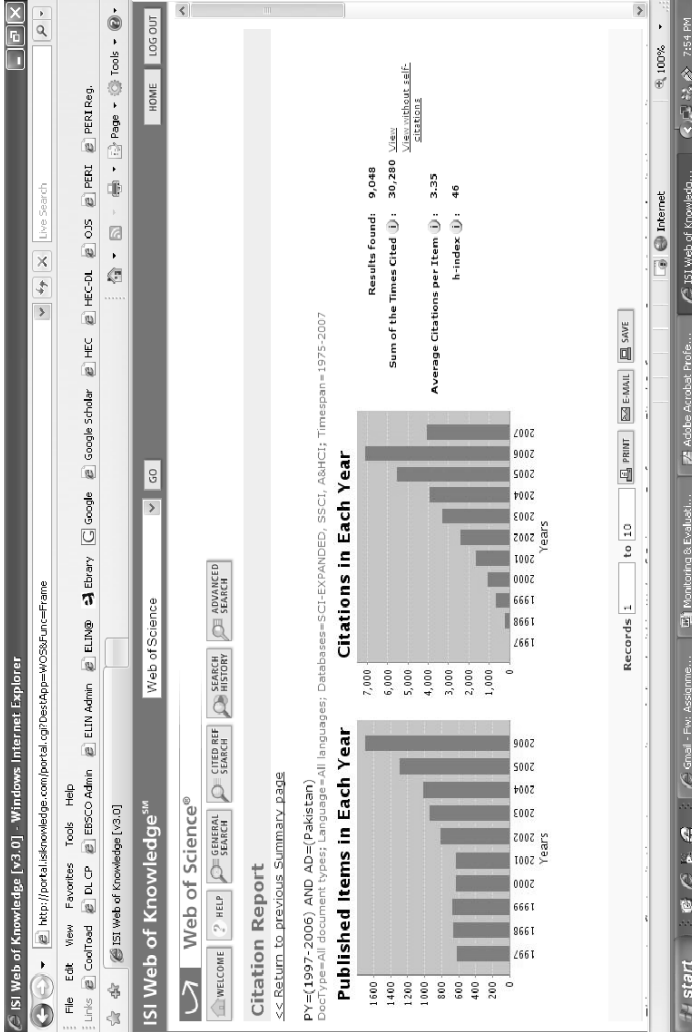 ISI Web of Knowledge [v3.0] - Windows Internet Explorer
http://portal.isiknowledge.com/portal.cgi?DestApp=WOS&Func=Frame
Live Search
File Edit View Favorites Tools Help
Links CoolToad DL CP EBSCO Admin ELIN Admin ELIN@ Ebrary Google Google Scholar HEC HEC-DL OJS PERI PERI Reg.
ISI Web of Knowledge [v3.0]
Page Tools
ISI Web of Knowledge℠
Web of Science
GO
HOME
LOG OUT
Web of Science®
WELCOME
? HELP
GENERAL SEARCH
CITED REF SEARCH
SEARCH HISTORY
ADVANCED SEARCH
Citation Report
<< Return to previous Summary page
PY=(1997-2006) AND AD=(Pakistan)
DocType=All document types; Language=All languages; Databases=SCI-EXPANDED, SSCI, A&HCI; Timespan=1975-2007
Published Items in Each Year
1600
1400
1200
1000
800
600
400
200
0
1997
1998
1999
2000
2001
2002
2003
2004
2005
2006
Years
Citations in Each Year
7,000
6,000
5,000
4,000
3,000
2,000
1,000
0
1997
1998
1999
2000
2001
2002
2003
2004
2005
2006
2007
Years
Results found: 9,048
Sum of the Times Cited i : 30,280 View
View without self-
citations
Average Citations per Item i : 3.35
h-index i : 46
Records 1 to 10
PRINT
E-MAIL
SAVE
Internet
100%
start
Gmail - Fw: Assignme...
Monitoring & Evaluati...
Adobe Acrobat Profe...
ISI Web of Knowledg...
7:54 PM